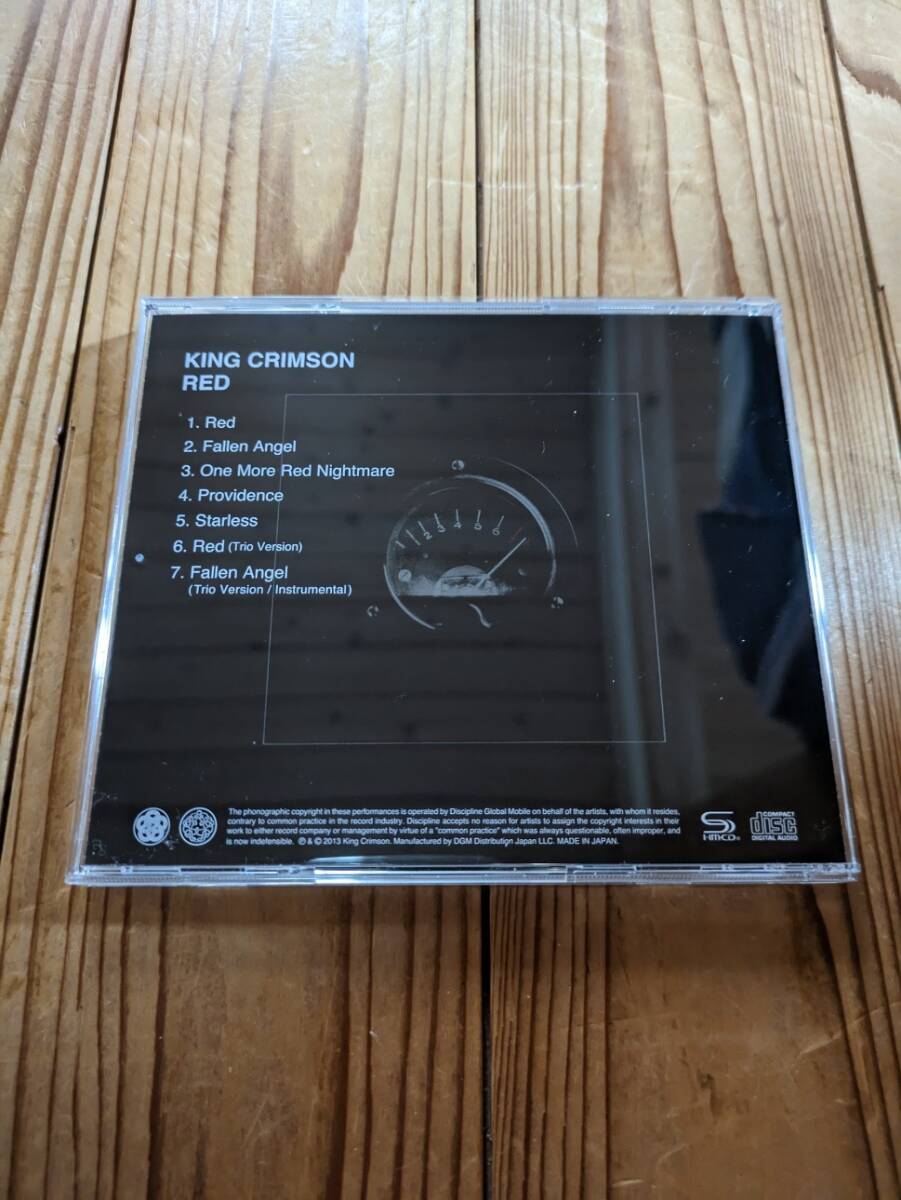 KING CRIMSON
RED
1. Red
2. Fallen Angel
3. One More Red Nightmare
4. Providence
5. Starless
6. Red (Trio Version)
7. Fallen Angel
(Trio Version / Instrumental)
1 2 3 4 5 6
The phonographic copyright in these performances is operated by Discipline Global Mobile on behalf of the artists, with whom it resides,
contrary to common practice in the record industry. Discipline accepts no reason for artists to assign the copyright interests in their
work to either record company or management by virtue of a "common practice" which was always questionable, often improper, and
is now indefensible. ℗ & © 2013 King Crimson. Manufactured by DGM Distribution Japan LLC. MADE IN JAPAN.
HMCD®
COMPACT
disc
DIGITAL AUDIO